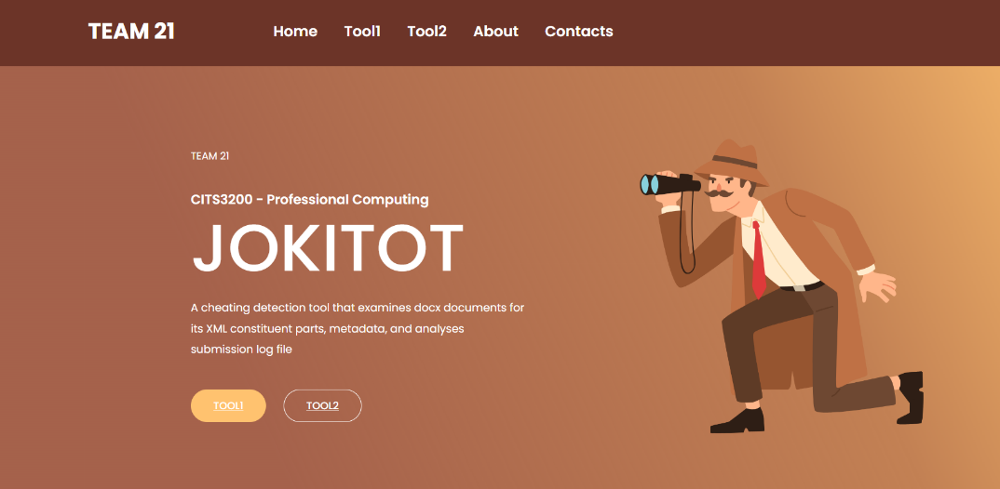 TEAM 21
Home Tool1 Tool2 About Contacts
TEAM 21
CITS3200 - Professional Computing
JOKITOT
A cheating detection tool that examines docx documents for
its XML constituent parts, metadata, and analyses
submission log file
TOOL1 TOOL2